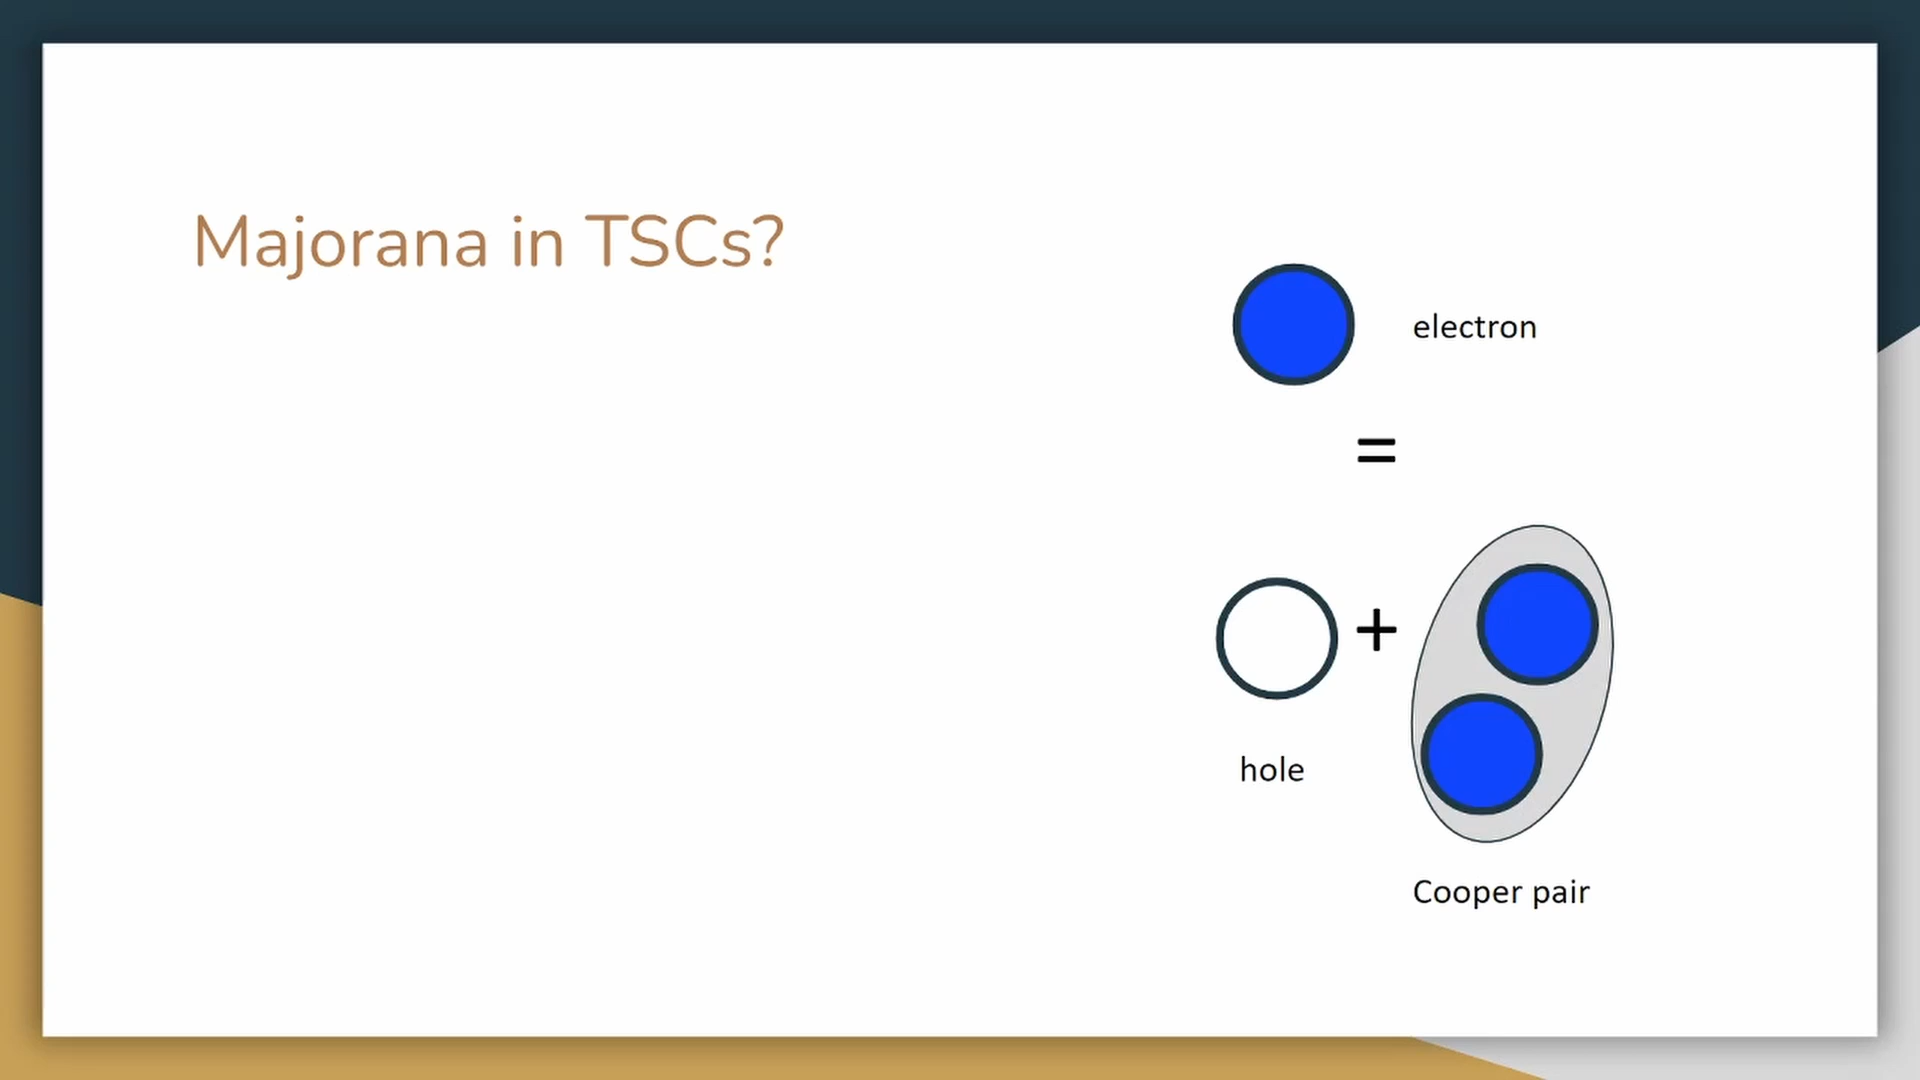 Majorana in TSCs?
electron
=
+
hole
Cooper pair